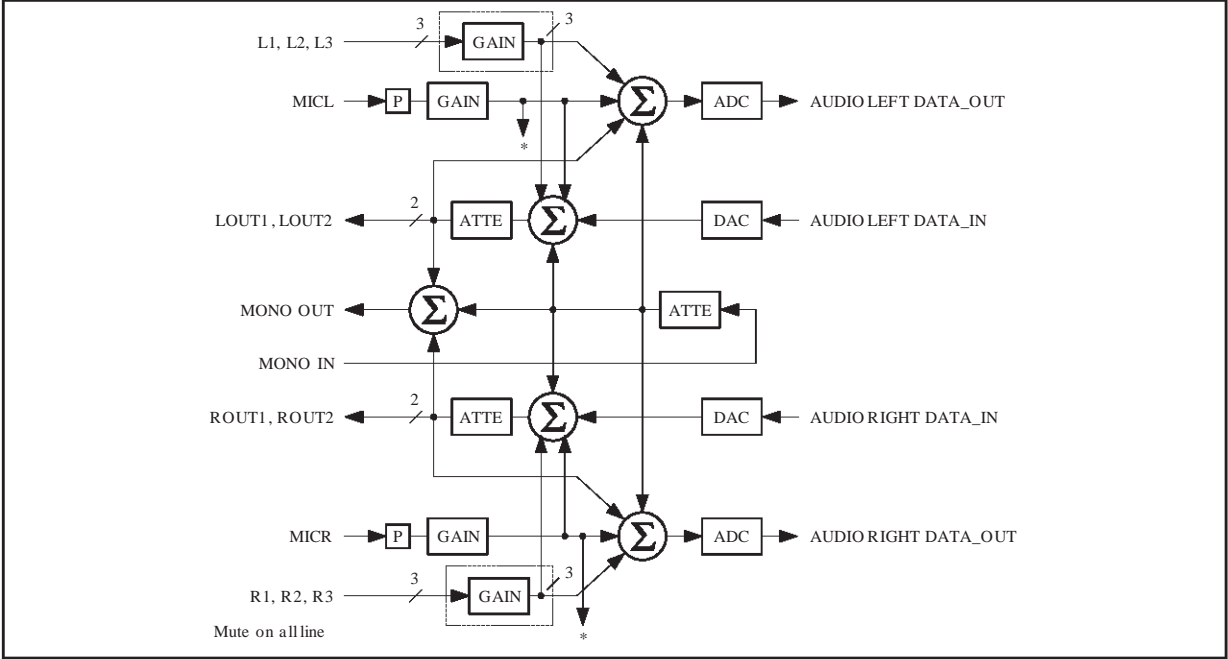 3 3
L1, L2, L3 GAIN
MICL P GAIN Σ ADC AUDIO LEFT DATA_OUT
*
2
LOUT1, LOUT2 ATTE Σ DAC AUDIO LEFT DATA_IN
MONO OUT Σ ATTE
MONO IN
2
ROUT1, ROUT2 ATTE Σ DAC AUDIO RIGHT DATA_IN
MICR P GAIN Σ ADC AUDIO RIGHT DATA_OUT
3 3
R1, R2, R3 GAIN
Mute on all line
*